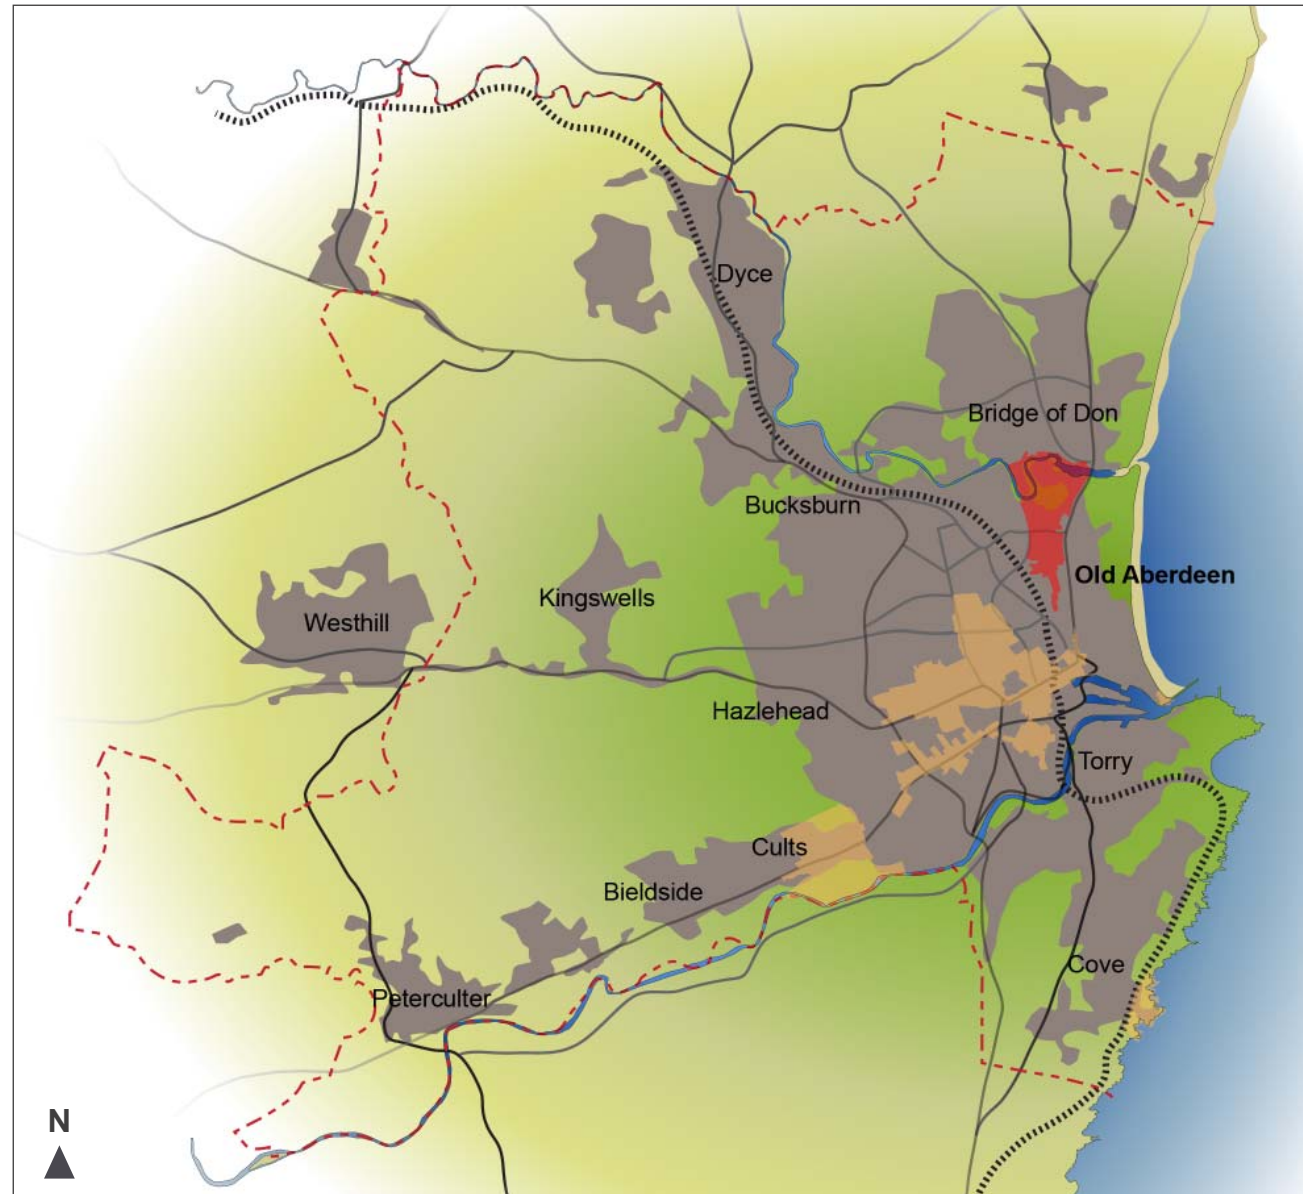 Dyce
Bridge of Don
Bucksburn
Old Aberdeen
Kingswells
Westhill
Hazlehead
Torry
Cults
Bieldside
Cove
Peterculter
N